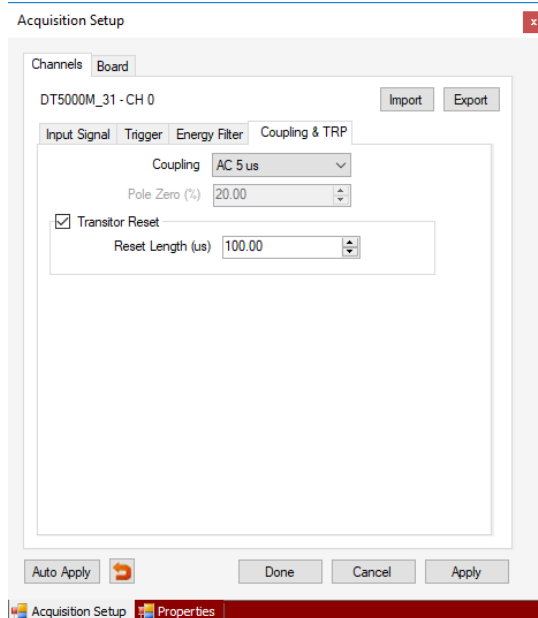 Acquisition Setup x
Channels Board
DT5000M_31 - CH 0 Import Export
Input Signal Trigger Energy Filter Coupling & TRP
Coupling AC 5 us
Pole Zero (%) 20.00
Transitor Reset
Reset Length (us) 100.00
Auto Apply Done Cancel Apply
Acquisition Setup Properties